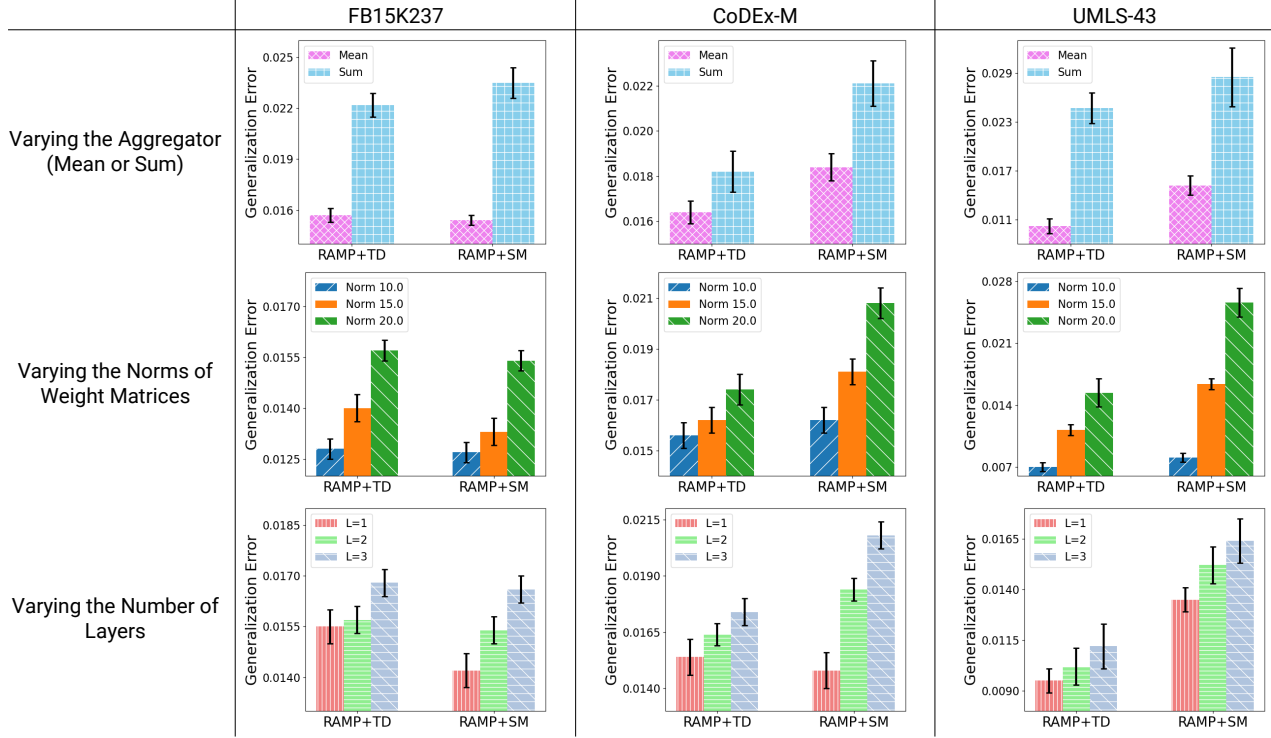 FB15K237
CoDEx-M
UMLS-43
Varying the Aggregator
(Mean or Sum)
Generalization Error
0.025
0.022
0.019
0.016
Mean
Sum
RAMP+TD
RAMP+SM
Generalization Error
0.022
0.020
0.018
0.016
Mean
Sum
RAMP+TD
RAMP+SM
Generalization Error
0.029
0.023
0.017
0.011
Mean
Sum
RAMP+TD
RAMP+SM
Varying the Norms of
Weight Matrices
Generalization Error
0.0170
0.0155
0.0140
0.0125
Norm 10.0
Norm 15.0
Norm 20.0
RAMP+TD
RAMP+SM
Generalization Error
0.021
0.019
0.017
0.015
Norm 10.0
Norm 15.0
Norm 20.0
RAMP+TD
RAMP+SM
Generalization Error
0.028
0.021
0.014
0.007
Norm 10.0
Norm 15.0
Norm 20.0
RAMP+TD
RAMP+SM
Varying the Number of
Layers
Generalization Error
0.0185
0.0170
0.0155
0.0140
L=1
L=2
L=3
RAMP+TD
RAMP+SM
Generalization Error
0.0215
0.0190
0.0165
0.0140
L=1
L=2
L=3
RAMP+TD
RAMP+SM
Generalization Error
0.0165
0.0140
0.0115
0.0090
L=1
L=2
L=3
RAMP+TD
RAMP+SM